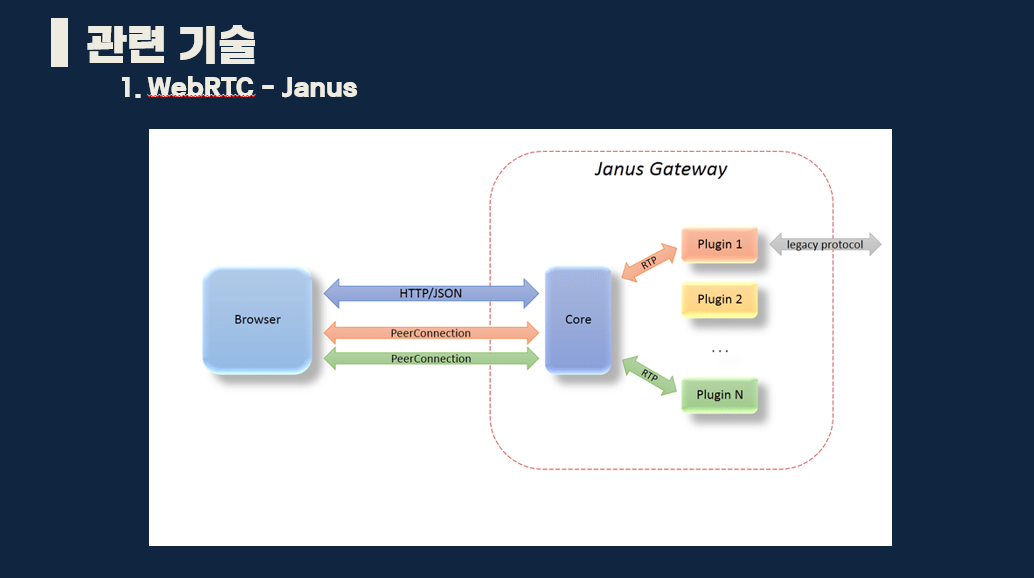 관련 기술
1. WebRTC - Janus
Janus Gateway
Plugin 1
legacy protocol
RTP
HTTP/JSON
Plugin 2
Browser
Core
PeerConnection
. . .
PeerConnection
RTP
Plugin N